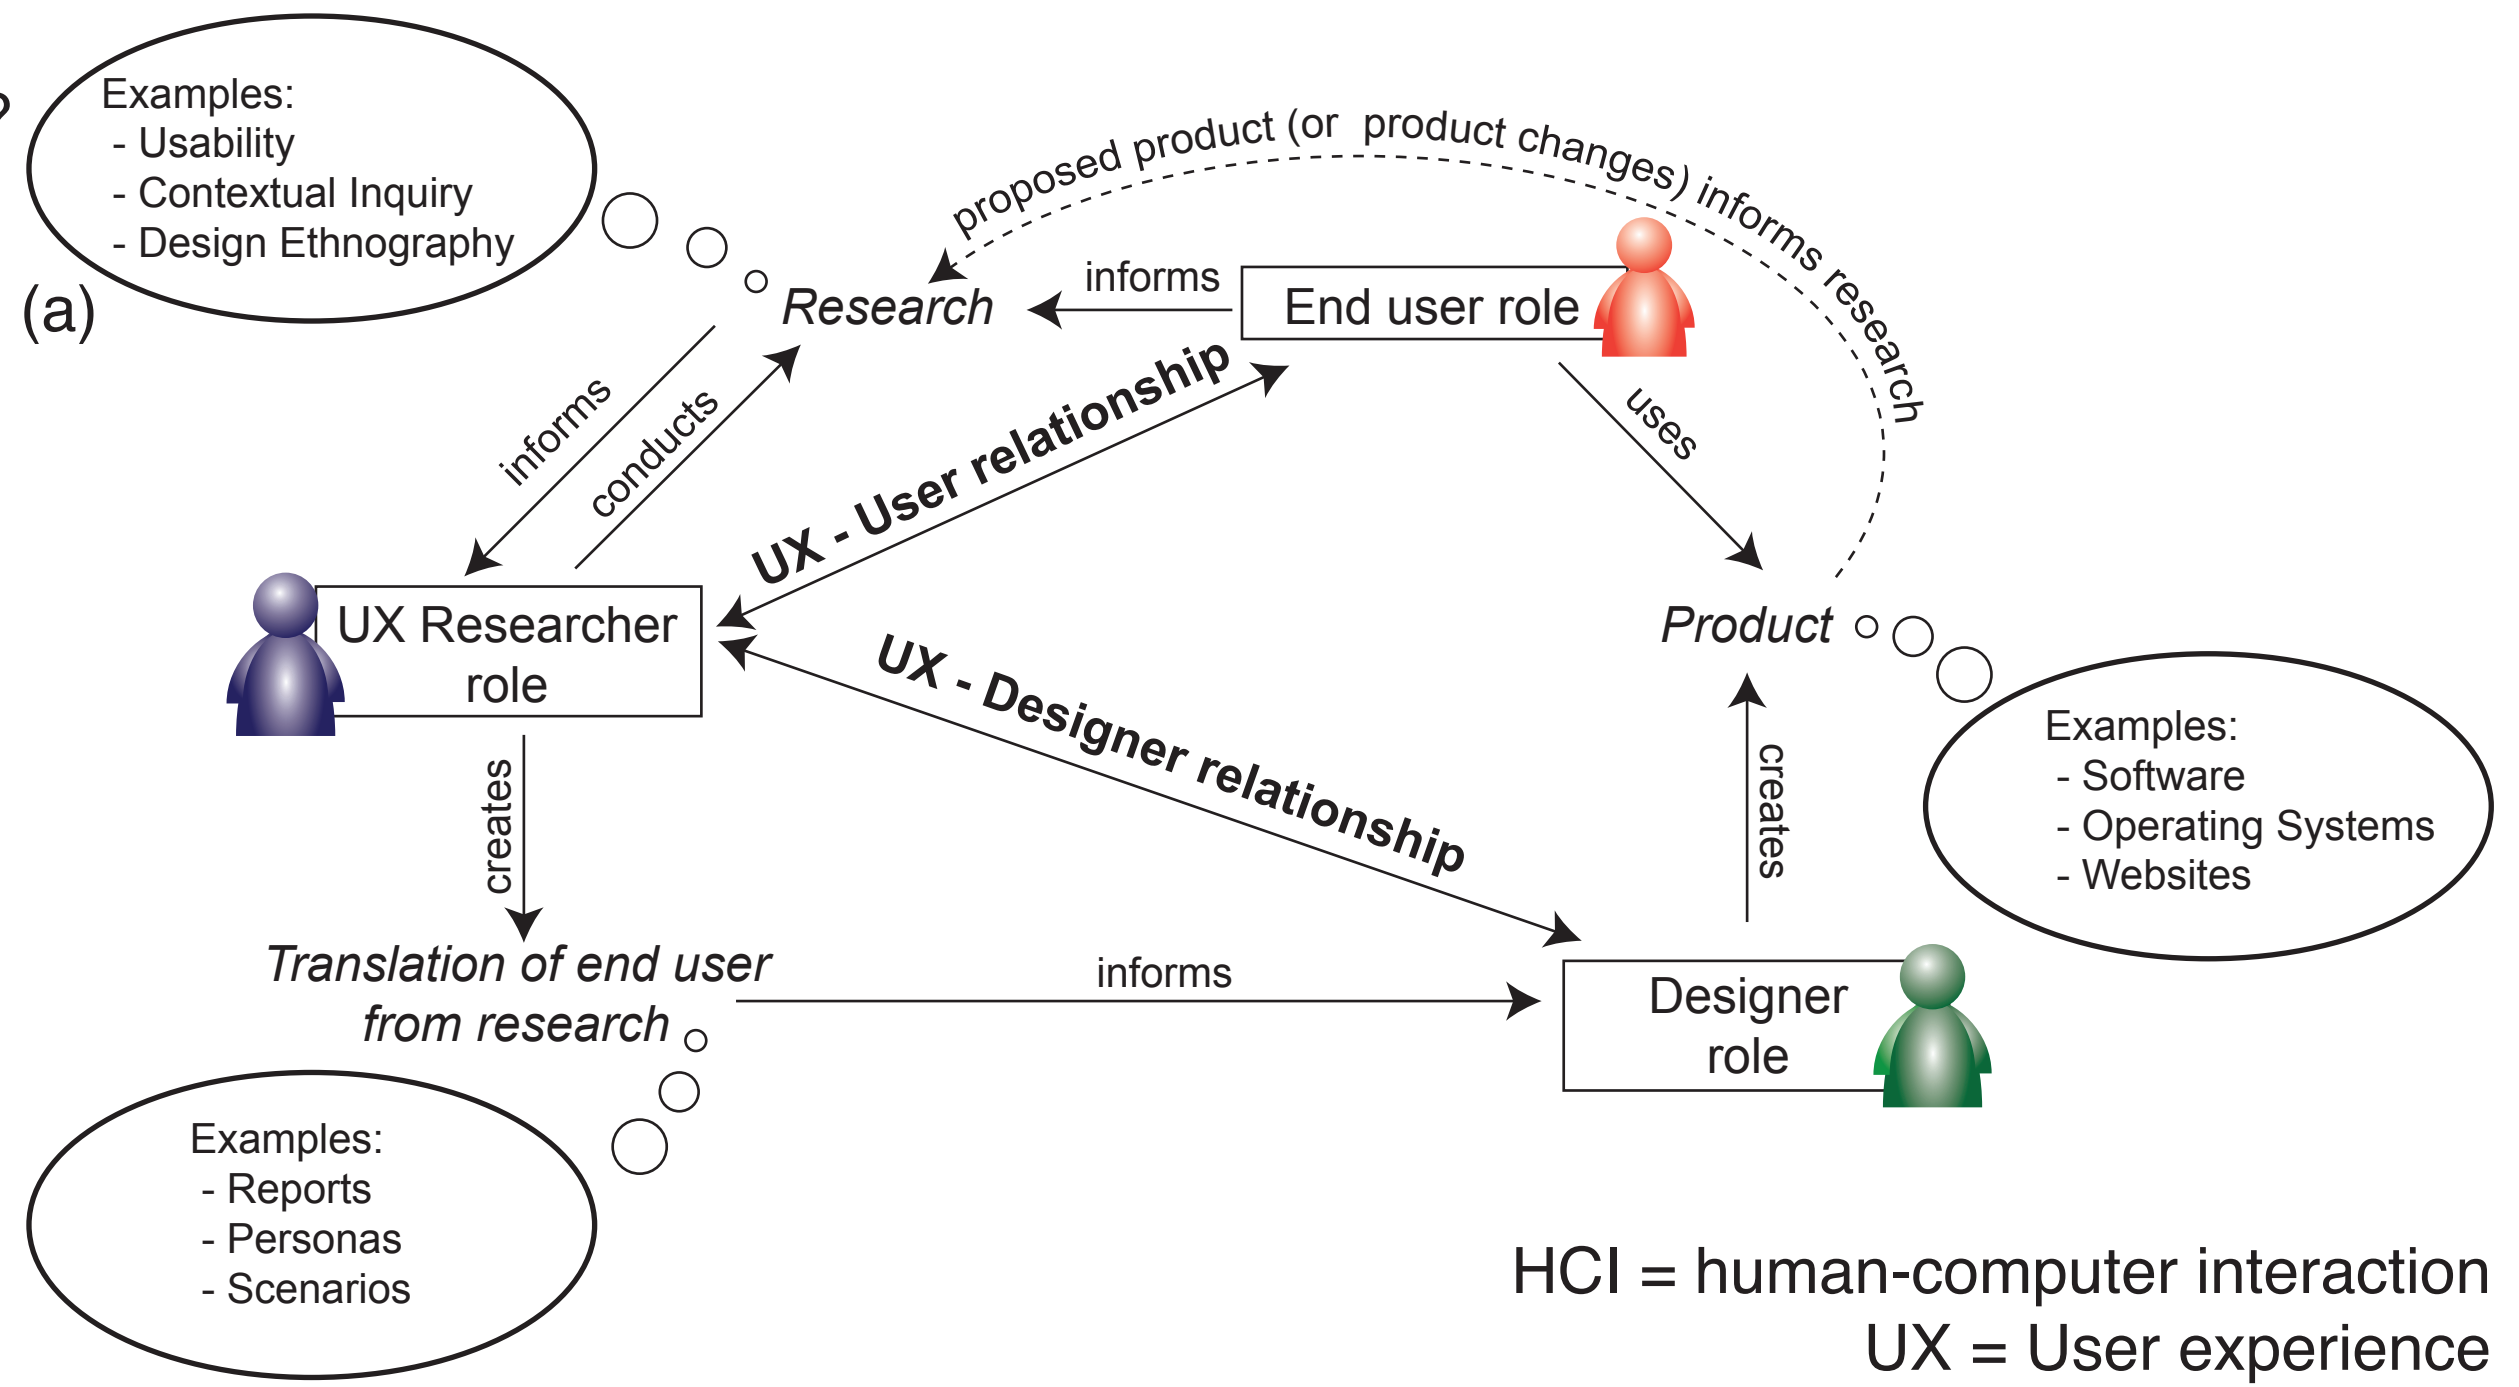 Examples:
- Usability
- Contextual Inquiry
- Design Ethnography
(a)
proposed product (or product changes) informs research
Research
informs
End user role
informs
conducts
UX - User relationship
uses
UX Researcher
role
Product
UX - Designer relationship
Examples:
- Software
- Operating Systems
- Websites
creates
creates
Translation of end user
from research
informs
Designer
role
Examples:
- Reports
- Personas
- Scenarios
HCI = human-computer interaction
UX = User experience